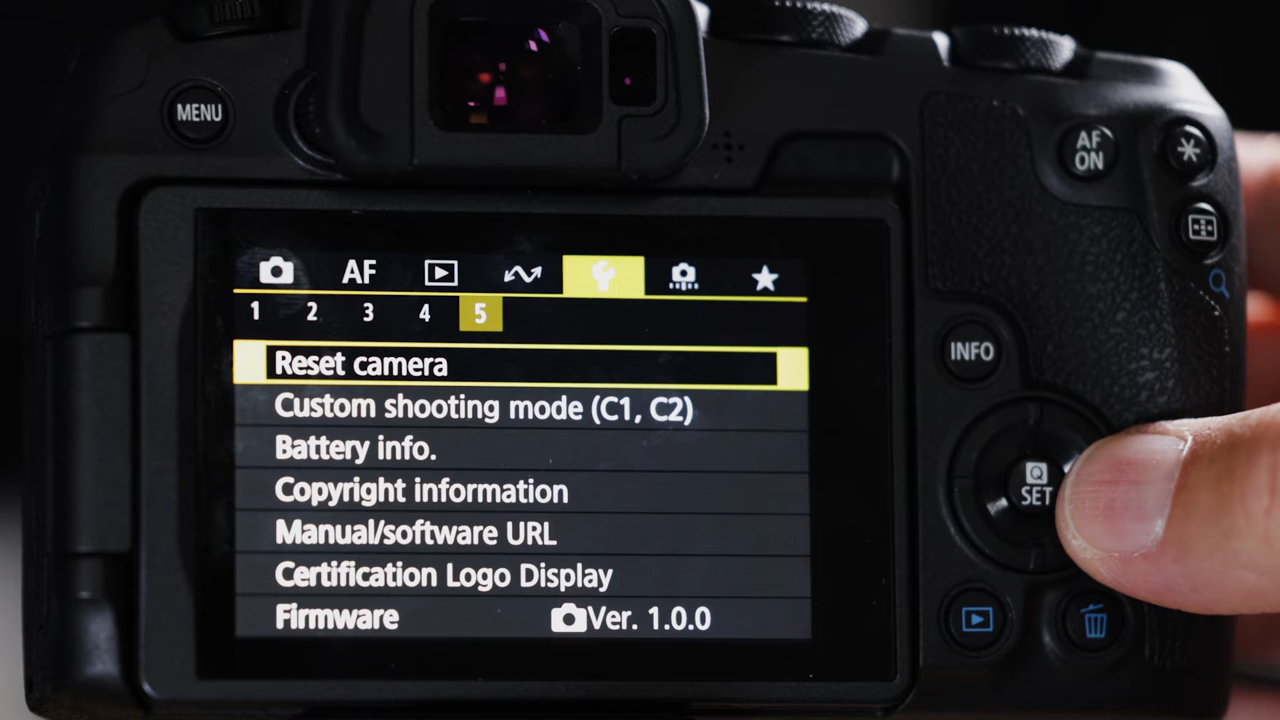 MENU
AF
ON
AF
1 2 3 4 5
Reset camera
Custom shooting mode (C1, C2)
Battery info.
Copyright information
Manual/software URL
Certification Logo Display
Firmware Ver. 1.0.0
INFO
Q
SET